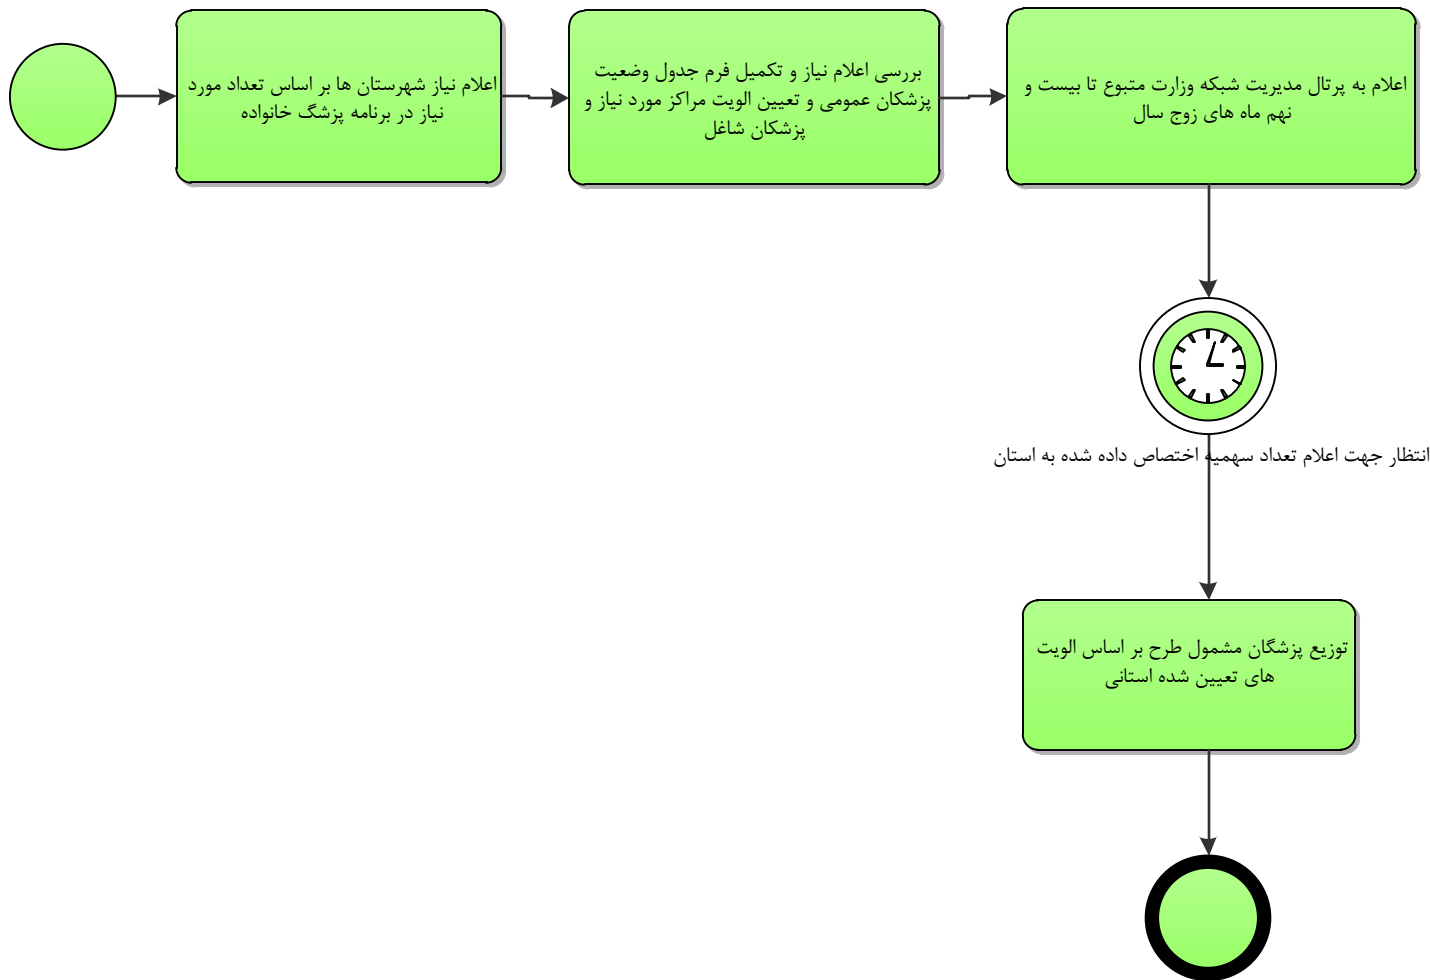 اعلام نیاز شهرستان ها بر اساس تعداد مورد
نیاز در برنامه پزشگ خانواده
بررسی اعلام نیاز و تکمیل فرم جدول وضعیت
پزشکان عمومی و تعیین الویت مراکز مورد نیاز و
پزشکان شاغل
اعلام به پرتال مدیریت شبکه وزارت متبوع تا بیست و
نهم ماه های زوج سال
انتظار جهت اعلام تعداد سهمیه اختصاص داده شده به استان
توزیع پزشگان مشمول طرح بر اساس الویت
های تعیین شده استانی